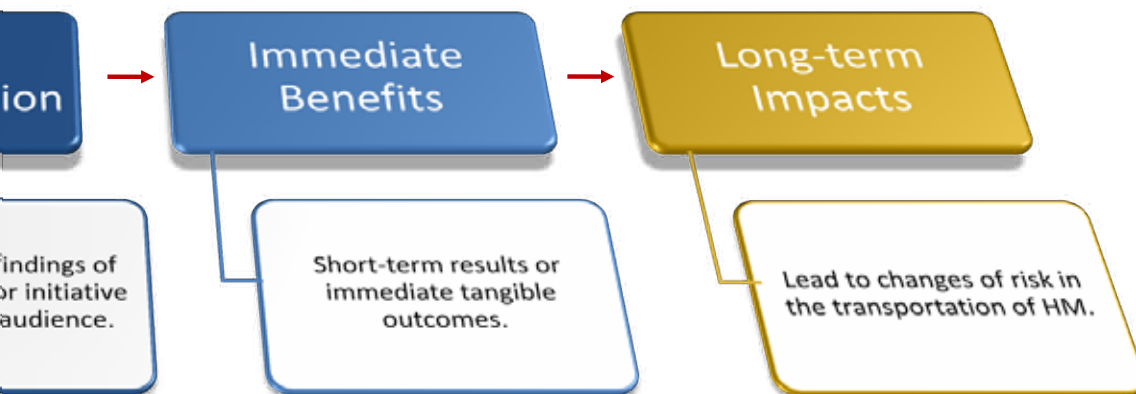 ion
Immediate
Benefits
Long-term
Impacts
findings of
or initiative
audience.
Short-term results or
immediate tangible
outcomes.
Lead to changes of risk in
the transportation of HM.